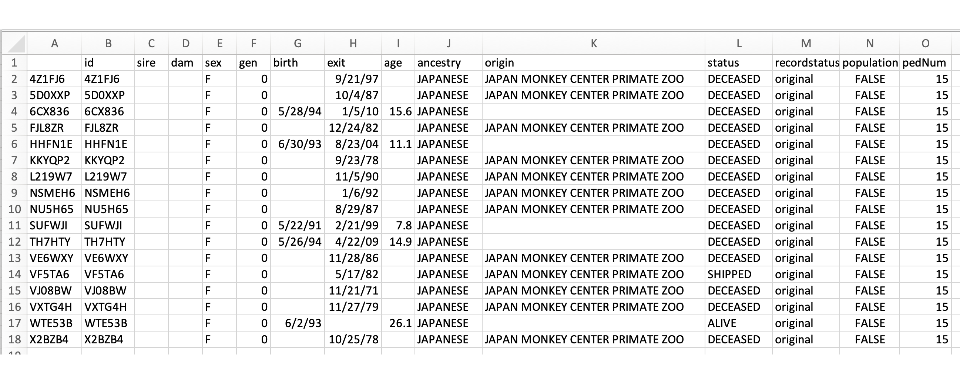 A B C D E F G H I J K L M N O
1 id sire dam sex gen birth exit age ancestry origin status recordstatus population pedNum
2 4Z1FJ6 4Z1FJ6 F 0 9/21/97 JAPANESE JAPAN MONKEY CENTER PRIMATE ZOO DECEASED original FALSE 15
3 5D0XXP 5D0XXP F 0 10/4/87 JAPANESE JAPAN MONKEY CENTER PRIMATE ZOO DECEASED original FALSE 15
4 6CX836 6CX836 F 0 5/28/94 1/5/10 15.6 JAPANESE DECEASED original FALSE 15
5 FJL8ZR FJL8ZR F 0 12/24/82 JAPANESE JAPAN MONKEY CENTER PRIMATE ZOO DECEASED original FALSE 15
6 HHFN1E HHFN1E F 0 6/30/93 8/23/04 11.1 JAPANESE DECEASED original FALSE 15
7 KKYQP2 KKYQP2 F 0 9/23/78 JAPANESE JAPAN MONKEY CENTER PRIMATE ZOO DECEASED original FALSE 15
8 L219W7 L219W7 F 0 11/5/90 JAPANESE JAPAN MONKEY CENTER PRIMATE ZOO DECEASED original FALSE 15
9 NSMEH6 NSMEH6 F 0 1/6/92 JAPANESE JAPAN MONKEY CENTER PRIMATE ZOO DECEASED original FALSE 15
10 NU5H65 NU5H65 F 0 8/29/87 JAPANESE JAPAN MONKEY CENTER PRIMATE ZOO DECEASED original FALSE 15
11 SUFWJI SUFWJI F 0 5/22/91 2/21/99 7.8 JAPANESE DECEASED original FALSE 15
12 TH7HTY TH7HTY F 0 5/26/94 4/22/09 14.9 JAPANESE DECEASED original FALSE 15
13 VE6WXY VE6WXY F 0 11/28/86 JAPANESE JAPAN MONKEY CENTER PRIMATE ZOO DECEASED original FALSE 15
14 VF5TA6 VF5TA6 F 0 5/17/82 JAPANESE JAPAN MONKEY CENTER PRIMATE ZOO SHIPPED original FALSE 15
15 VJ08BW VJ08BW F 0 11/21/71 JAPANESE JAPAN MONKEY CENTER PRIMATE ZOO DECEASED original FALSE 15
16 VXTG4H VXTG4H F 0 11/27/79 JAPANESE JAPAN MONKEY CENTER PRIMATE ZOO DECEASED original FALSE 15
17 WTE53B WTE53B F 0 6/2/93 26.1 JAPANESE ALIVE original FALSE 15
18 X2BZB4 X2BZB4 F 0 10/25/78 JAPANESE JAPAN MONKEY CENTER PRIMATE ZOO DECEASED original FALSE 15